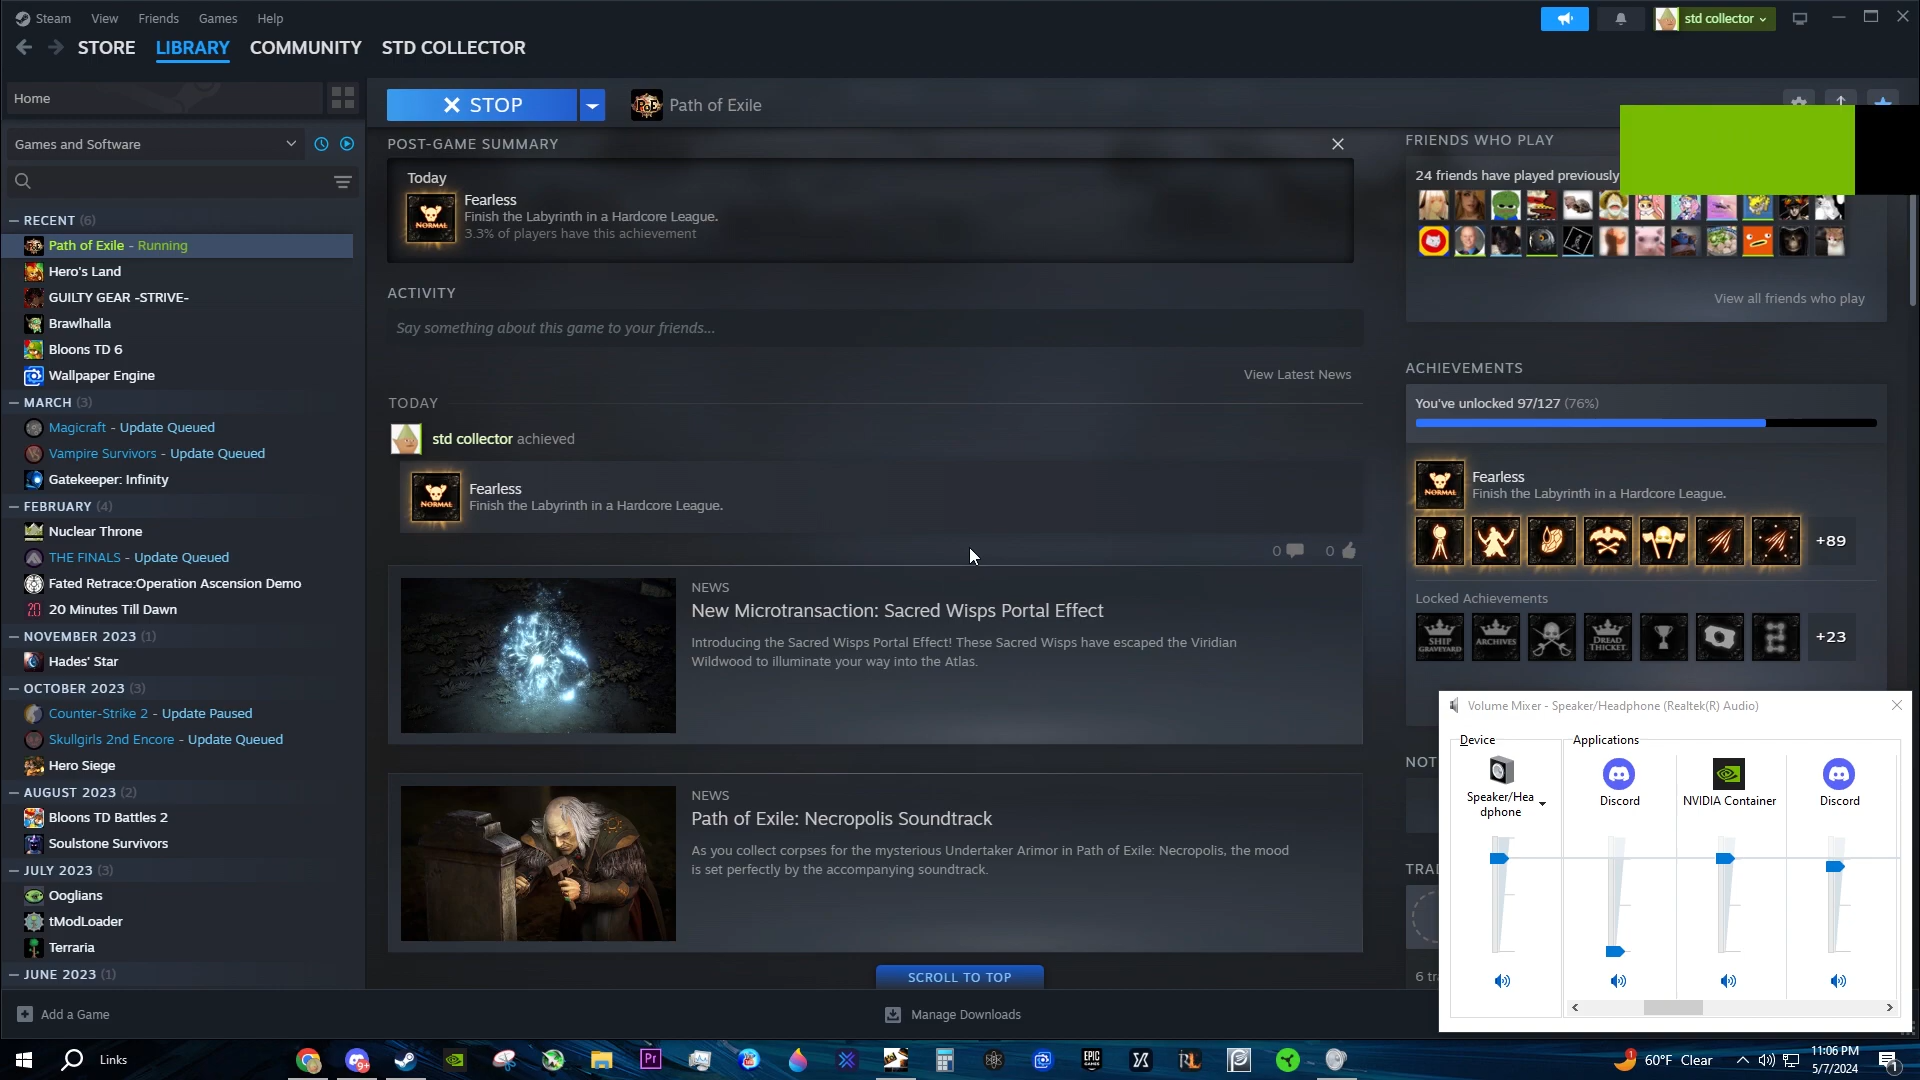 Steam View Friends Games Help
std collector
STORE LIBRARY COMMUNITY STD COLLECTOR
Home
STOP
Path of Exile
Games and Software
RECENT (6)
Path of Exile - Running
Hero's Land
GUILTY GEAR -STRIVE-
Brawlhalla
Bloons TD 6
Wallpaper Engine
MARCH (3)
Magicraft - Update Queued
Vampire Survivors - Update Queued
Gatekeeper: Infinity
FEBRUARY (4)
Nuclear Throne
THE FINALS - Update Queued
Fated Retrace:Operation Ascension Demo
20 Minutes Till Dawn
NOVEMBER 2023 (1)
Hades' Star
OCTOBER 2023 (3)
Counter-Strike 2 - Update Paused
Skullgirls 2nd Encore - Update Queued
Hero Siege
AUGUST 2023 (2)
Bloons TD Battles 2
Soulstone Survivors
JULY 2023 (3)
Ooglians
tModLoader
Terraria
JUNE 2023 (1)
Add a Game
POST-GAME SUMMARY
Today
NORMAL
Fearless
Finish the Labyrinth in a Hardcore League.
3.3% of players have this achievement
ACTIVITY
Say something about this game to your friends...
View Latest News
TODAY
std collector achieved
NORMAL
Fearless
Finish the Labyrinth in a Hardcore League.
0 0
NEWS
New Microtransaction: Sacred Wisps Portal Effect
Introducing the Sacred Wisps Portal Effect! These Sacred Wisps have escaped the Viridian
Wildwood to illuminate your way into the Atlas.
NEWS
Path of Exile: Necropolis Soundtrack
As you collect corpses for the mysterious Undertaker Arimor in Path of Exile: Necropolis, the mood
is set perfectly by the accompanying soundtrack.
SCROLL TO TOP
Manage Downloads
FRIENDS WHO PLAY
24 friends have played previously
View all friends who play
ACHIEVEMENTS
You've unlocked 97/127 (76%)
NORMAL
Fearless
Finish the Labyrinth in a Hardcore League.
+89
Locked Achievements
SHIP GRAVEYARD
ARCHIVES
DREAD THICKET
+23
NOT
TRA
6 tr
Volume Mixer - Speaker/Headphone (Realtek(R) Audio)
Device
Applications
Speaker/Hea
dphone
Discord
NVIDIA Container
Discord
Links
60°F Clear
11:06 PM
5/7/2024